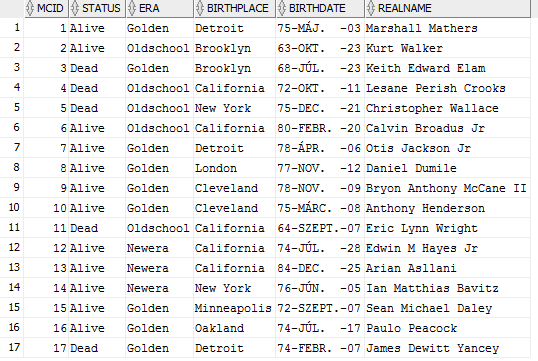 MCID STATUS ERA BIRTHPLACE BIRTHDATE REALNAME
1 1 Alive Golden Detroit 75-MÁJ. -03 Marshall Mathers
2 2 Alive Oldschool Brooklyn 63-OKT. -23 Kurt Walker
3 3 Dead Golden Brooklyn 68-JÚL. -23 Keith Edward Elam
4 4 Dead Oldschool California 72-OKT. -11 Lesane Perish Crooks
5 5 Dead Oldschool New York 75-DEC. -21 Christopher Wallace
6 6 Alive Oldschool California 80-FEBR. -20 Calvin Broadus Jr
7 7 Alive Golden Detroit 78-ÁPR. -06 Otis Jackson Jr
8 8 Alive Golden London 77-NOV. -12 Daniel Dumile
9 9 Alive Golden Cleveland 78-NOV. -09 Bryon Anthony McCane II
10 10 Alive Golden Cleveland 75-MÁRC. -08 Anthony Henderson
11 11 Dead Oldschool California 64-SZEPT.-07 Eric Lynn Wright
12 12 Alive Newera California 74-JÚL. -28 Edwin M Hayes Jr
13 13 Alive Newera California 84-DEC. -25 Arian Asllani
14 14 Alive Newera New York 76-JÚN. -05 Ian Matthias Bavitz
15 15 Alive Golden Minneapolis 72-SZEPT.-07 Sean Michael Daley
16 16 Alive Golden Oakland 74-JÚL. -17 Paulo Peacock
17 17 Dead Golden Detroit 74-FEBR. -07 James Dewitt Yancey